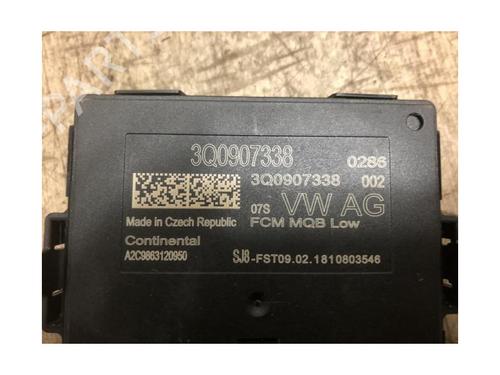 3Q0907338
0286
3Q0907338 002
07S VW AG
Made in Czech Republic
FCM MQB Low
Continental
A2C9863120950
SJ8-FST09.02.1810803546